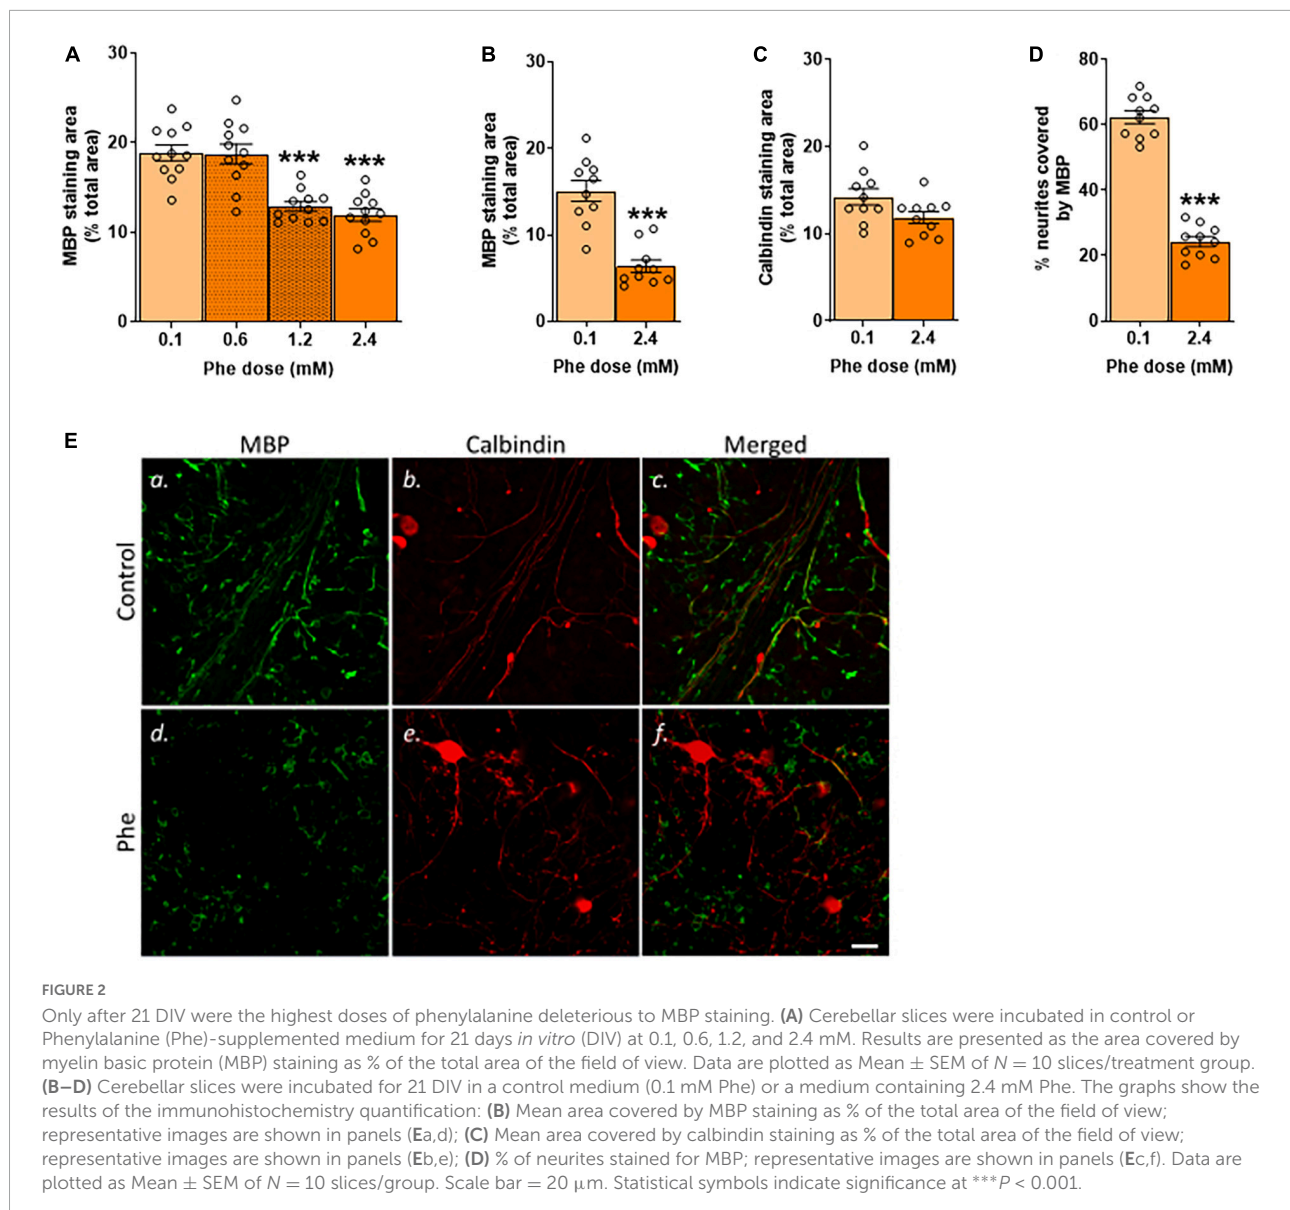 A
30
20
10
0
MBP staining area
(% total area)
***
***
0.1 0.6 1.2 2.4
Phe dose (mM)
B
30
20
10
0
MBP staining area
(% total area)
***
0.1 2.4
Phe dose (mM)
C
30
20
10
0
Calbindin staining area
(% total area)
0.1 2.4
Phe dose (mM)
D
80
60
40
20
0
% neurites covered
by MBP
***
0.1 2.4
Phe dose (mM)
E
MBP Calbindin Merged
Control
a. b. c.
Phe
d. e. f.
FIGURE 2
Only after 21 DIV were the highest doses of phenylalanine deleterious to MBP staining. (A) Cerebellar slices were incubated in control or
Phenylalanine (Phe)-supplemented medium for 21 days in vitro (DIV) at 0.1, 0.6, 1.2, and 2.4 mM. Results are presented as the area covered by
myelin basic protein (MBP) staining as % of the total area of the field of view. Data are plotted as Mean ± SEM of N = 10 slices/treatment group.
(B–D) Cerebellar slices were incubated for 21 DIV in a control medium (0.1 mM Phe) or a medium containing 2.4 mM Phe. The graphs show the
results of the immunohistochemistry quantification: (B) Mean area covered by MBP staining as % of the total area of the field of view;
representative images are shown in panels (Ea,d); (C) Mean area covered by calbindin staining as % of the total area of the field of view;
representative images are shown in panels (Eb,e); (D) % of neurites stained for MBP; representative images are shown in panels (Ec,f). Data are
plotted as Mean ± SEM of N = 10 slices/group. Scale bar = 20 μm. Statistical symbols indicate significance at ***P < 0.001.